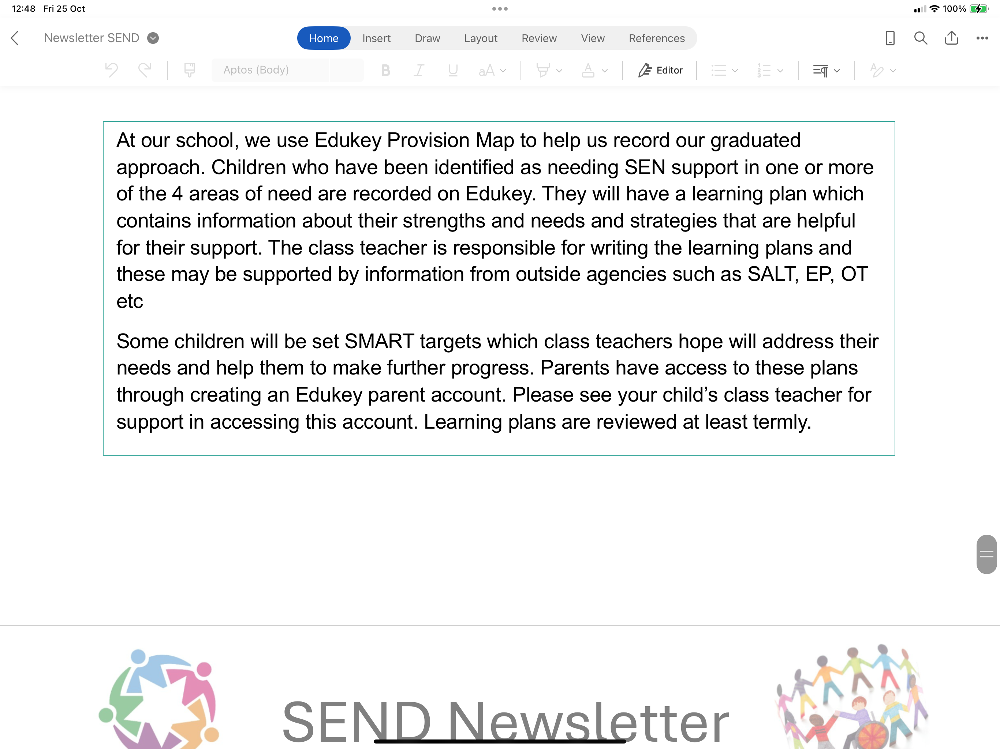 12:48 Fri 25 Oct
100%
Newsletter SEND
Home Insert Draw Layout Review View References
Aptos (Body) B I U aA A Editor A
At our school, we use Edukey Provision Map to help us record our graduated
approach. Children who have been identified as needing SEN support in one or more
of the 4 areas of need are recorded on Edukey. They will have a learning plan which
contains information about their strengths and needs and strategies that are helpful
for their support. The class teacher is responsible for writing the learning plans and
these may be supported by information from outside agencies such as SALT, EP, OT
etc
Some children will be set SMART targets which class teachers hope will address their
needs and help them to make further progress. Parents have access to these plans
through creating an Edukey parent account. Please see your child’s class teacher for
support in accessing this account. Learning plans are reviewed at least termly.
SEND Newsletter